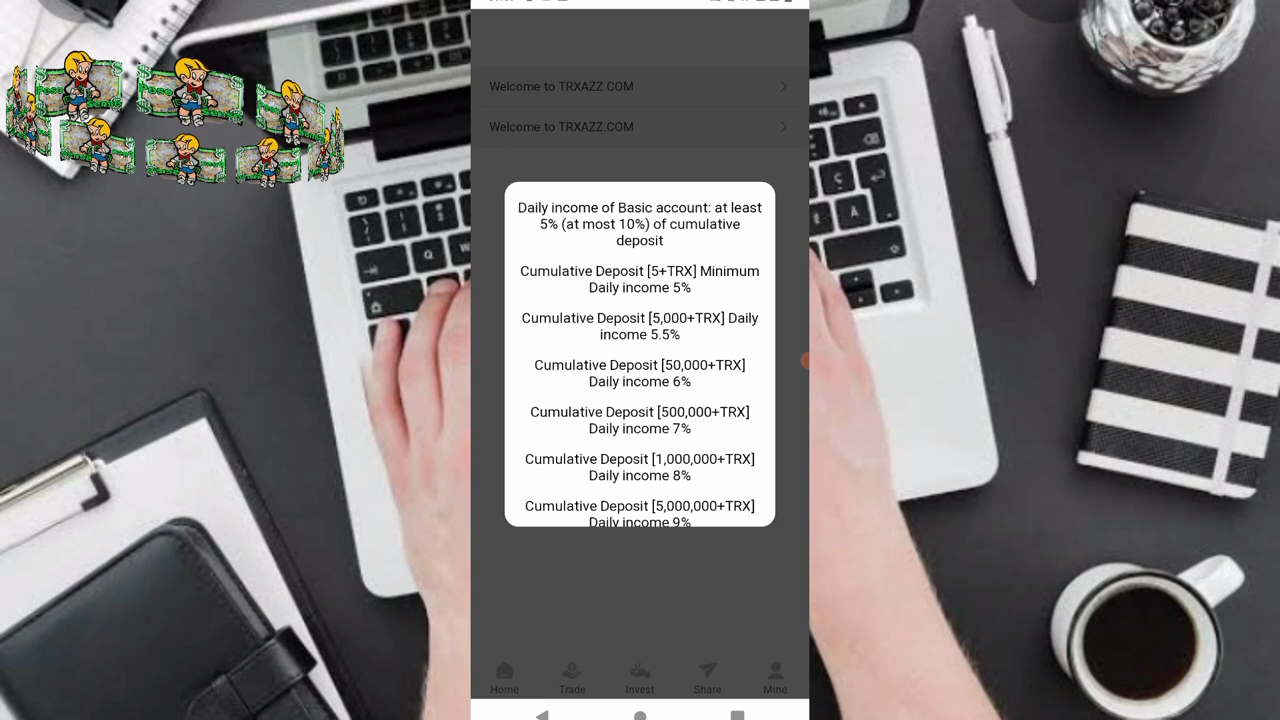 Welcome to TRXAZZ.COM
Welcome to TRXAZZ.COM
Daily income of Basic account: at least
5% (at most 10%) of cumulative
deposit
Cumulative Deposit [5+TRX] Minimum
Daily income 5%
Cumulative Deposit [5,000+TRX] Daily
income 5.5%
Cumulative Deposit [50,000+TRX]
Daily income 6%
Cumulative Deposit [500,000+TRX]
Daily income 7%
Cumulative Deposit [1,000,000+TRX]
Daily income 8%
Cumulative Deposit [5,000,000+TRX]
Daily income 9%
Home
Trade
Invest
Share
Mine